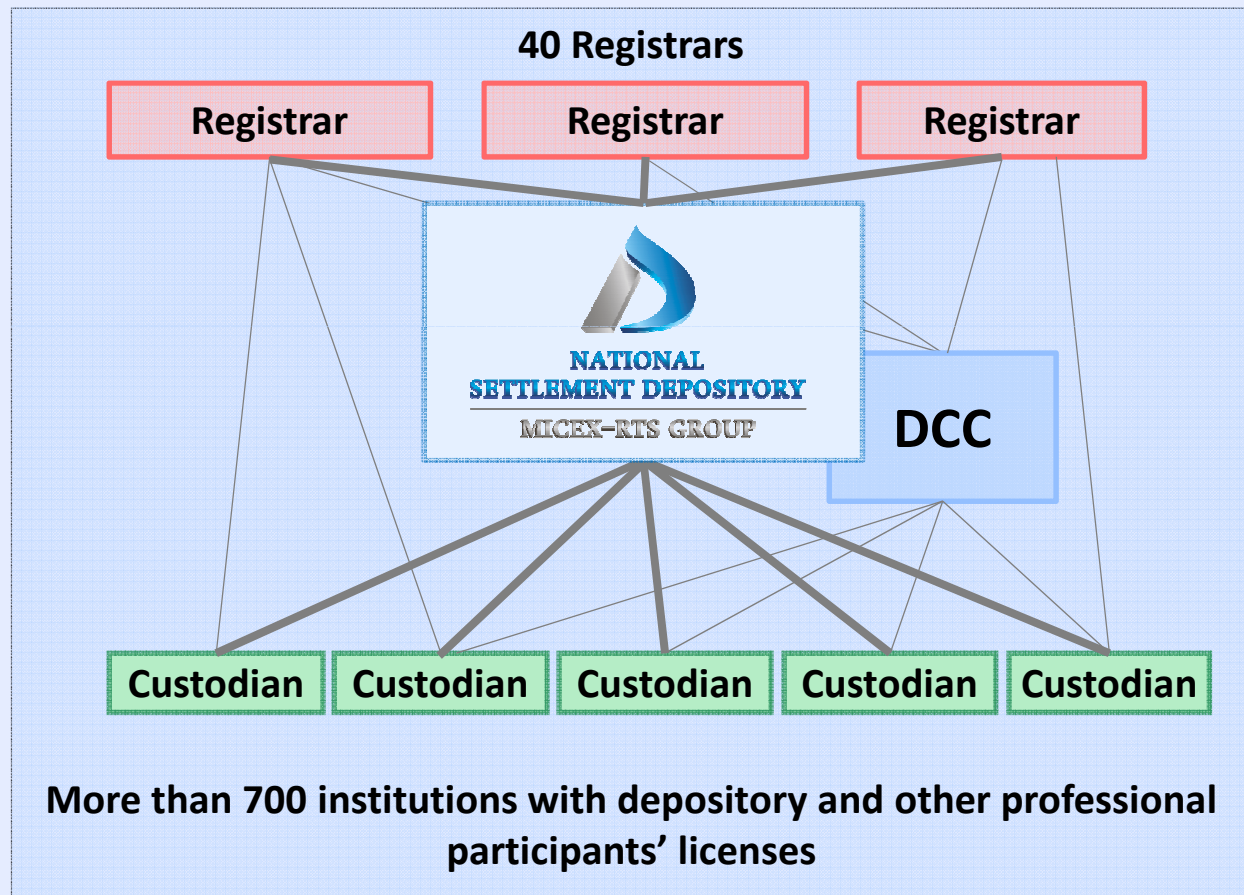 40 Registrars
Registrar
Registrar
Registrar
NATIONAL
SETTLEMENT DEPOSITORY
MICEX-RTS GROUP
DCC
Custodian
Custodian
Custodian
Custodian
Custodian
More than 700 institutions with depository and other professional
participants’ licenses